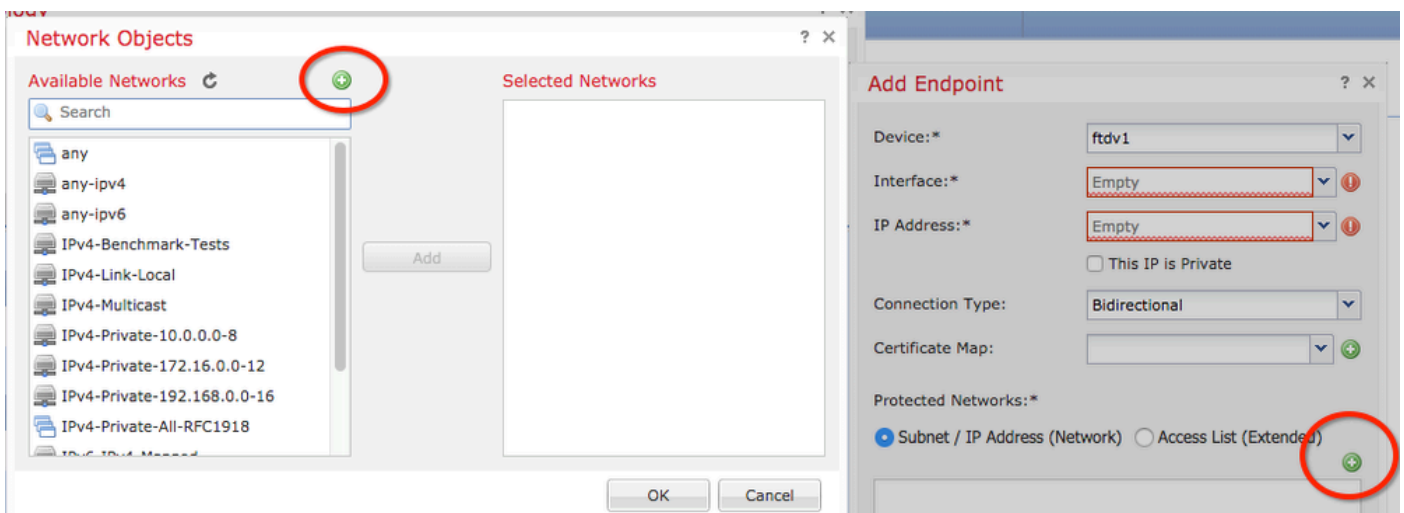 Network Objects
? ×
Available Networks
Selected Networks
Search
any
any-ipv4
any-ipv6
IPv4-Benchmark-Tests
IPv4-Link-Local
IPv4-Multicast
IPv4-Private-10.0.0.0-8
IPv4-Private-172.16.0.0-12
IPv4-Private-192.168.0.0-16
IPv4-Private-All-RFC1918
IPv6-IPv4-Mapped
Add
OK
Cancel
Add Endpoint
? ×
Device:*
ftdv1
Interface:*
Empty
IP Address:*
Empty
This IP is Private
Connection Type:
Bidirectional
Certificate Map:
Protected Networks:*
Subnet / IP Address (Network)
Access List (Extended)